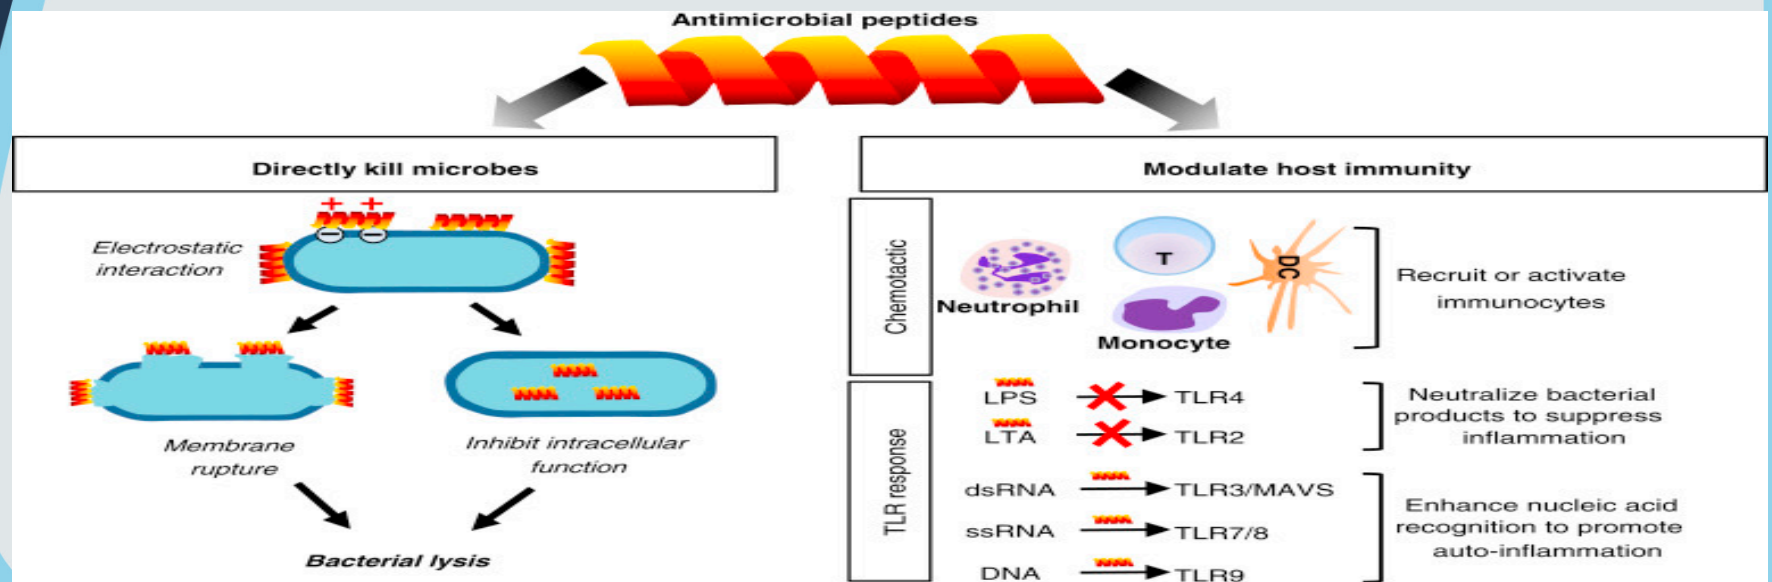 Antimicrobial peptides
Directly kill microbes
+ +
Electrostatic
interaction
− −
Membrane
rupture
Inhibit intracellular
function
Bacterial lysis
Modulate host immunity
Chemotactic
Neutrophil
T
Monocyte
DC
Recruit or activate
immunocytes
TLR response
LPS TLR4
LTA TLR2
Neutralize bacterial
products to suppress
inflammation
dsRNA TLR3/MAVS
ssRNA TLR7/8
DNA TLR9
Enhance nucleic acid
recognition to promote
auto-inflammation